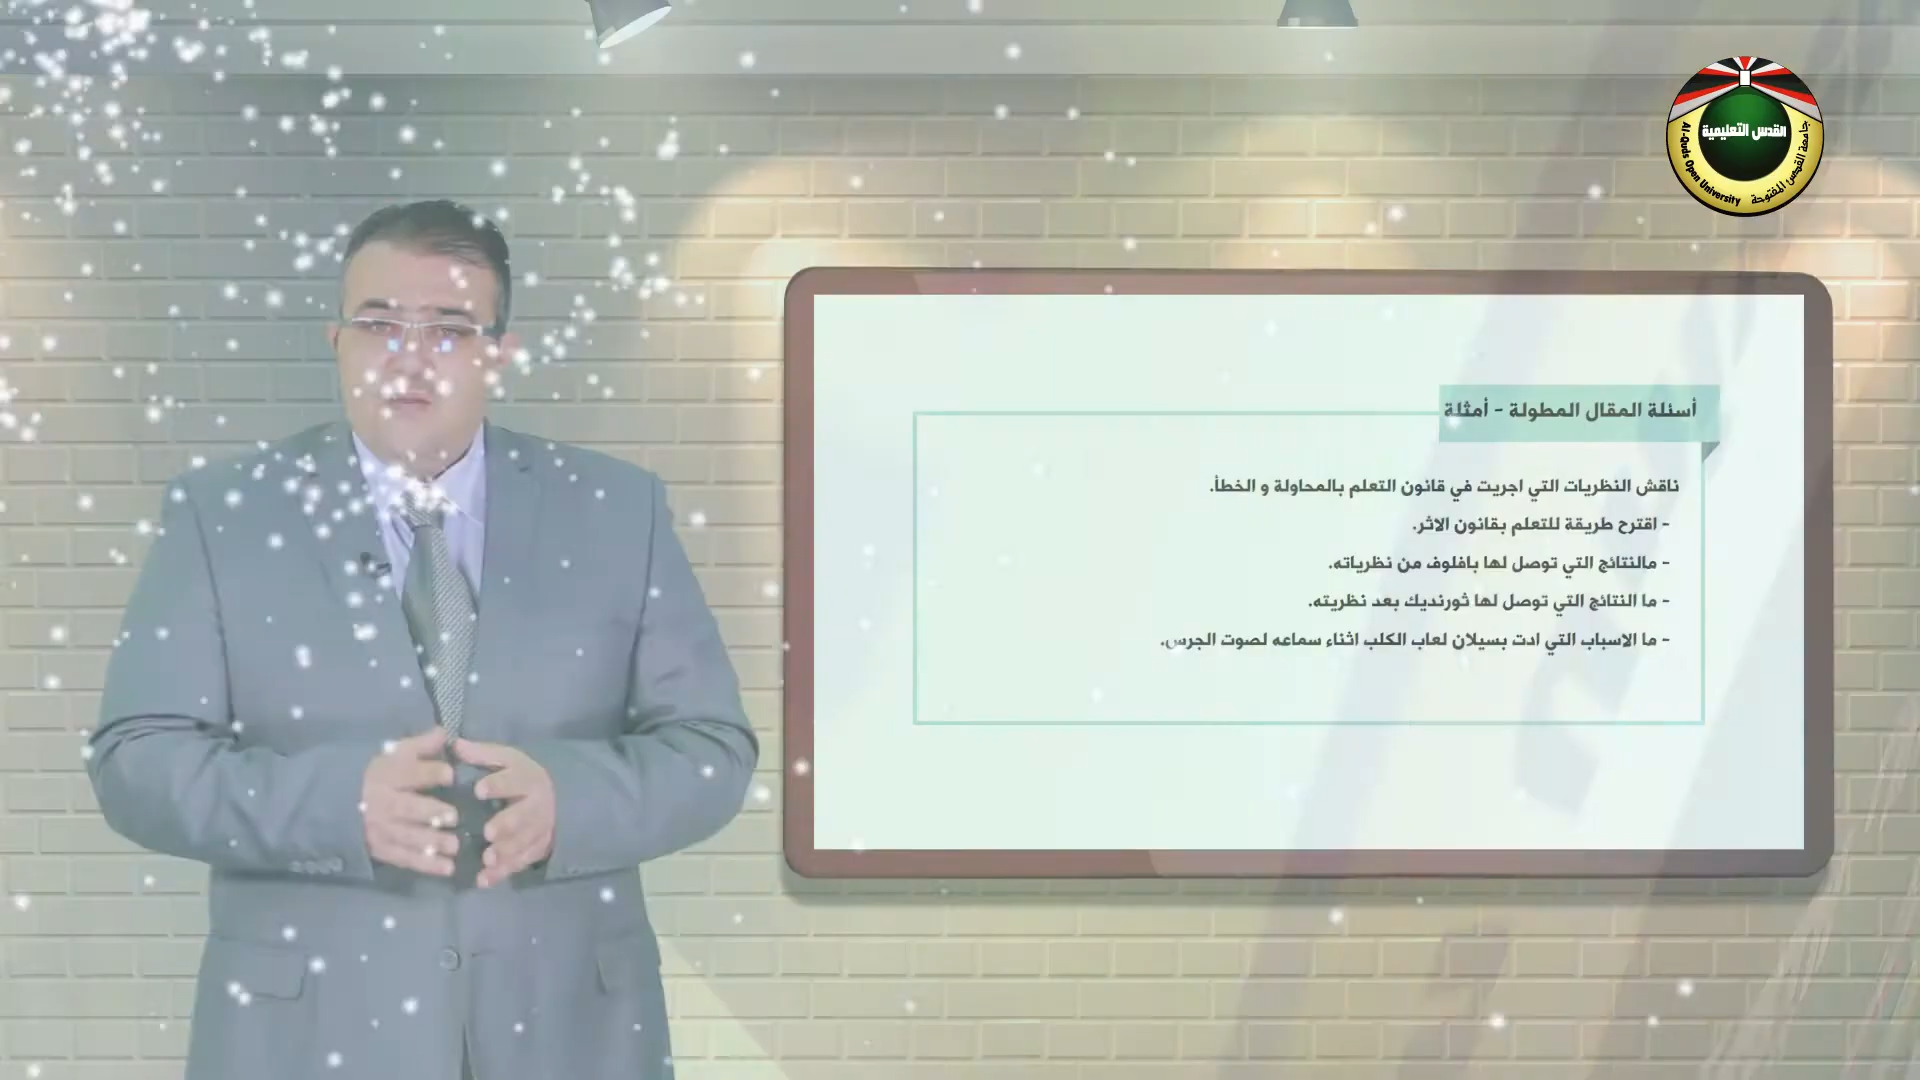 القدس التعليمية
جامعة القدس المفتوحة
Al-Quds Open University
أسئلة المقال المطولة - أمثلة
ناقش النظريات التي اجريت في قانون التعلم بالمحاولة و الخطأ.
- اقترح طريقة للتعلم بقانون الاثر.
- مالنتائج التي توصل لها بافلوف من نظرياته.
- ما النتائج التي توصل لها ثورنديك بعد نظريته.
- ما الاسباب التي ادت بسيلان لعاب الكلب اثناء سماعه لصوت الجرس.